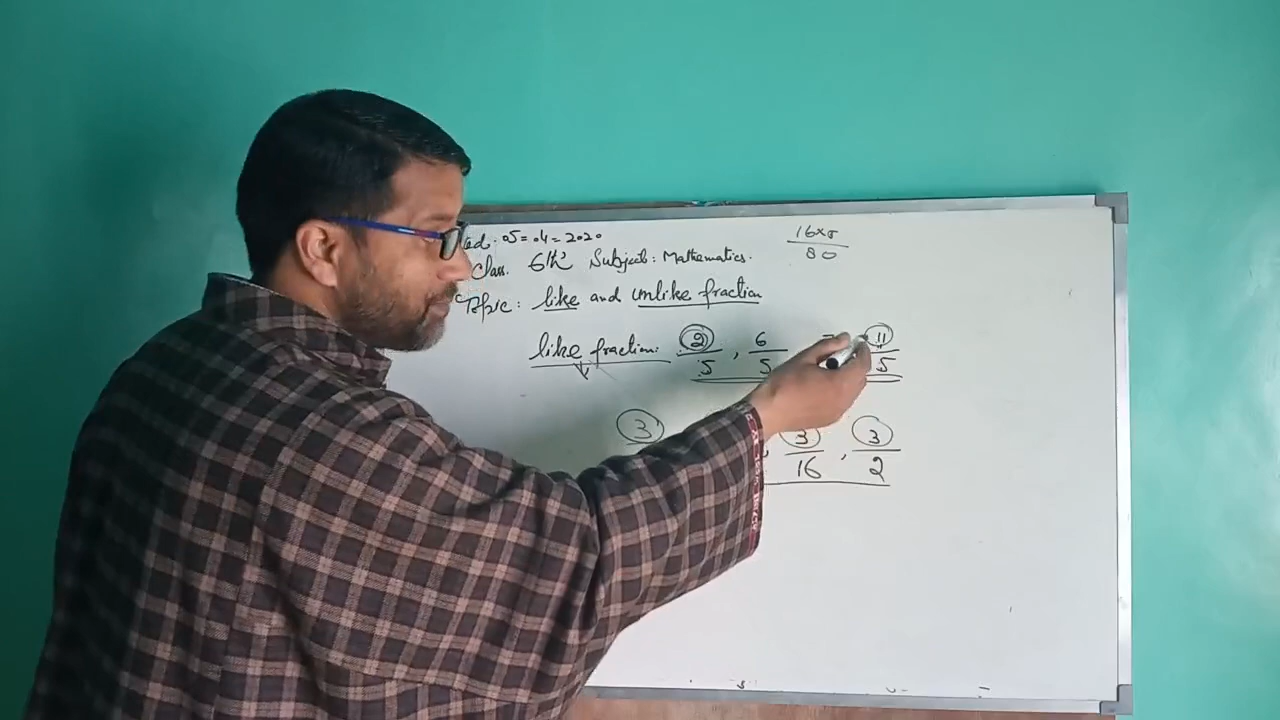 05=04=2020
16×5
80
Class. 6th Subject: Mathematics.
Topic: like and unlike fraction
like fraction: 2/5, 6/5 11/5
3 3/16, 3/2